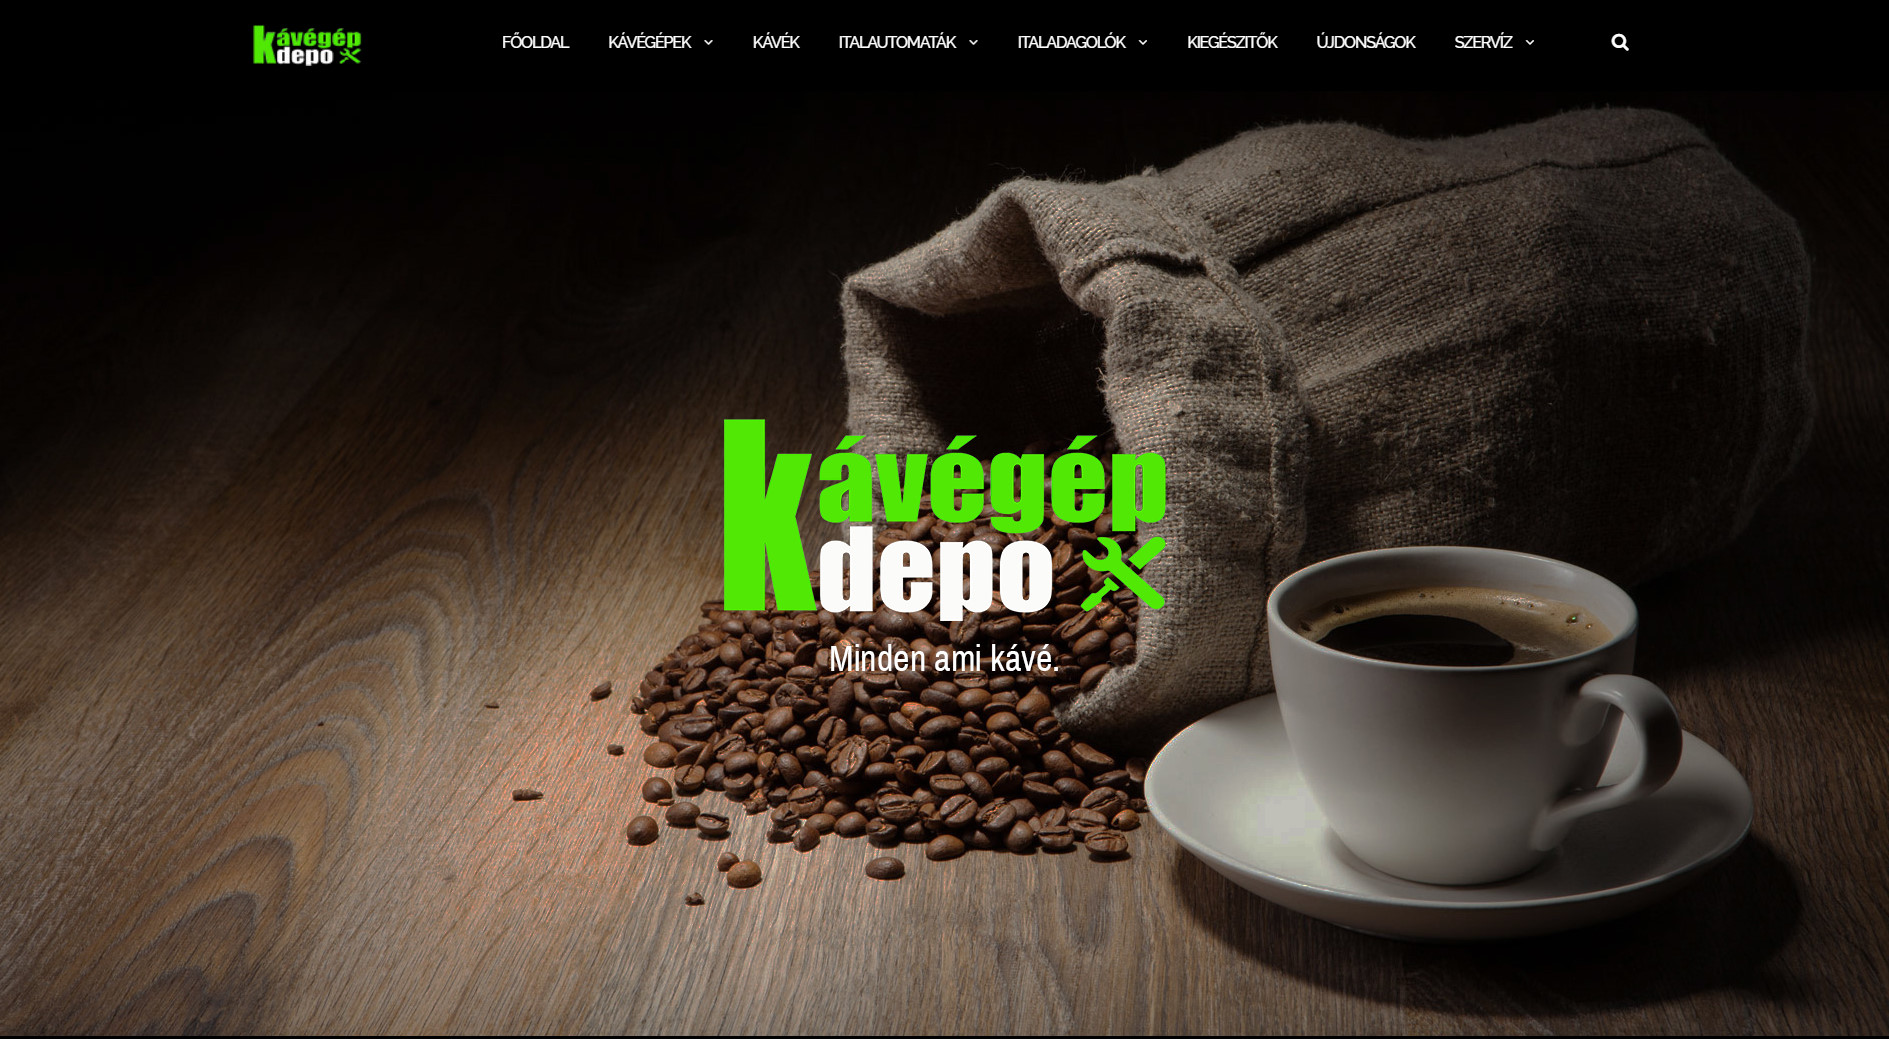 kávégép
depo
FŐOLDAL KÁVÉGÉPEK KÁVÉK ITALAUTOMATÁK ITALADAGOLÓK KIEGÉSZITŐK ÚJDONSÁGOK SZERVÍZ
kávégép
depo
Minden ami kávé.